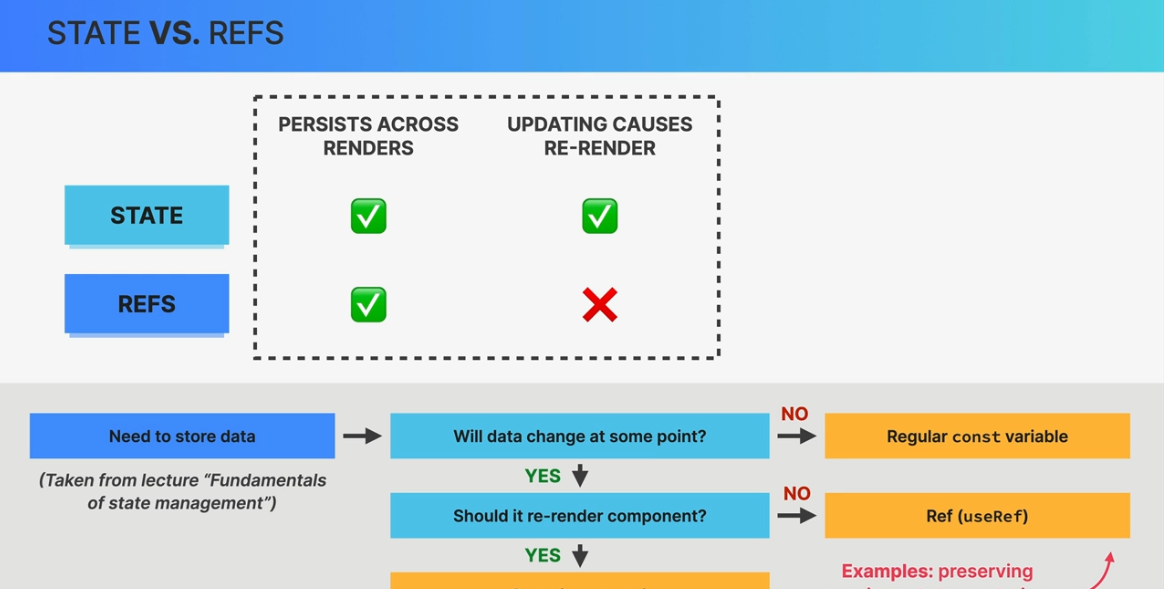 STATE VS. REFS
PERSISTS ACROSS
RENDERS
UPDATING CAUSES
RE-RENDER
STATE
REFS
Need to store data
Will data change at some point?
NO
Regular const variable
(Taken from lecture “Fundamentals
of state management”)
YES
Should it re-render component?
NO
Ref (useRef)
YES
Examples: preserving